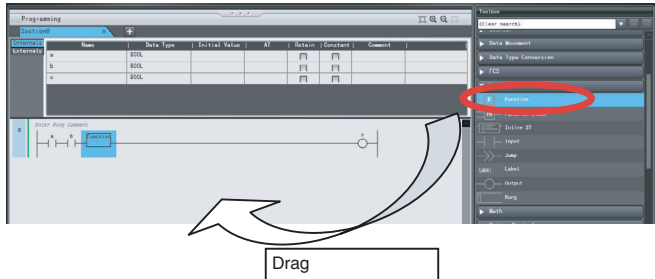 Programming
Section0 × +
Internals
Externals
Name | Data Type | Initial Value | AT | Retain | Constant | Comment
a BOOL
b BOOL
c BOOL
0 Enter Rung Comment
a b Function
Toolbox
<Clear search>
Data Movement
Data Type Conversion
FCS
F Function
FB
Inline ST
Input
Jump
LABEL Label
Output
Rung
Math
Drag